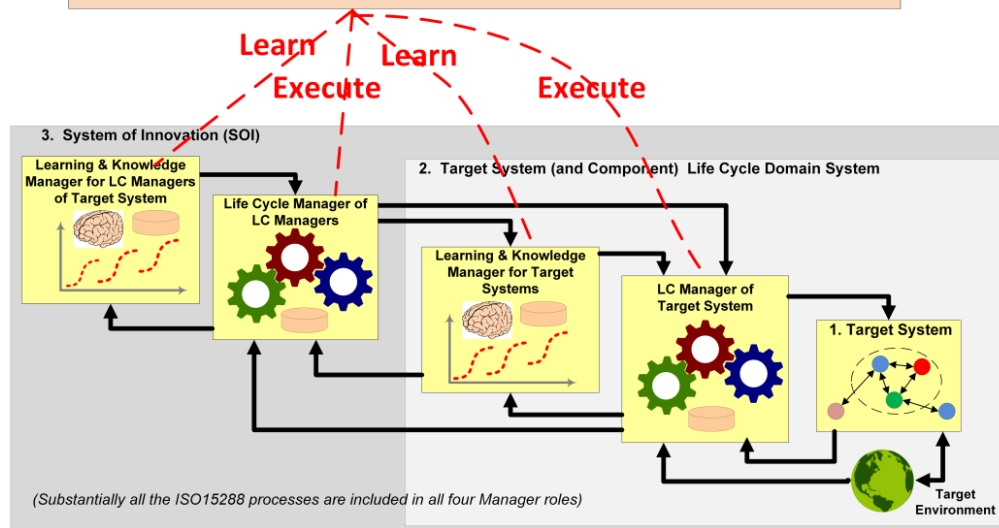 Learn
Learn
Execute
Execute
3. System of Innovation (SOI)
Learning & Knowledge
Manager for LC Managers
of Target System
2. Target System (and Component) Life Cycle Domain System
Life Cycle Manager of
LC Managers
Learning & Knowledge
Manager for Target
Systems
LC Manager of
Target System
1. Target System
(Substantially all the ISO15288 processes are included in all four Manager roles)
Target
Environment